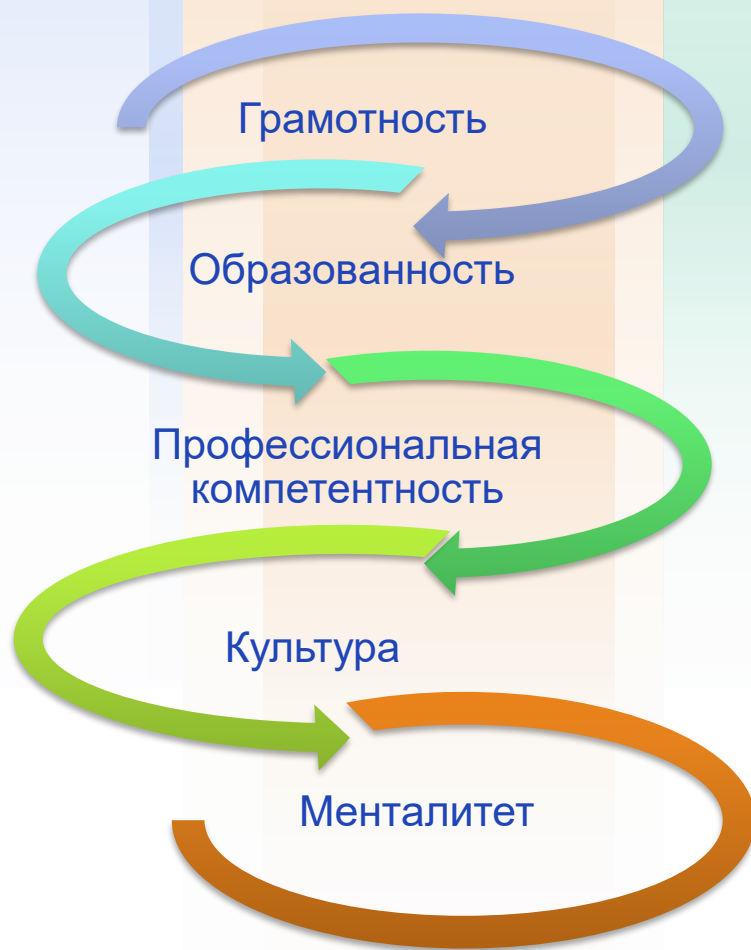 Грамотность
Образованность
Профессиональная
компетентность
Культура
Менталитет